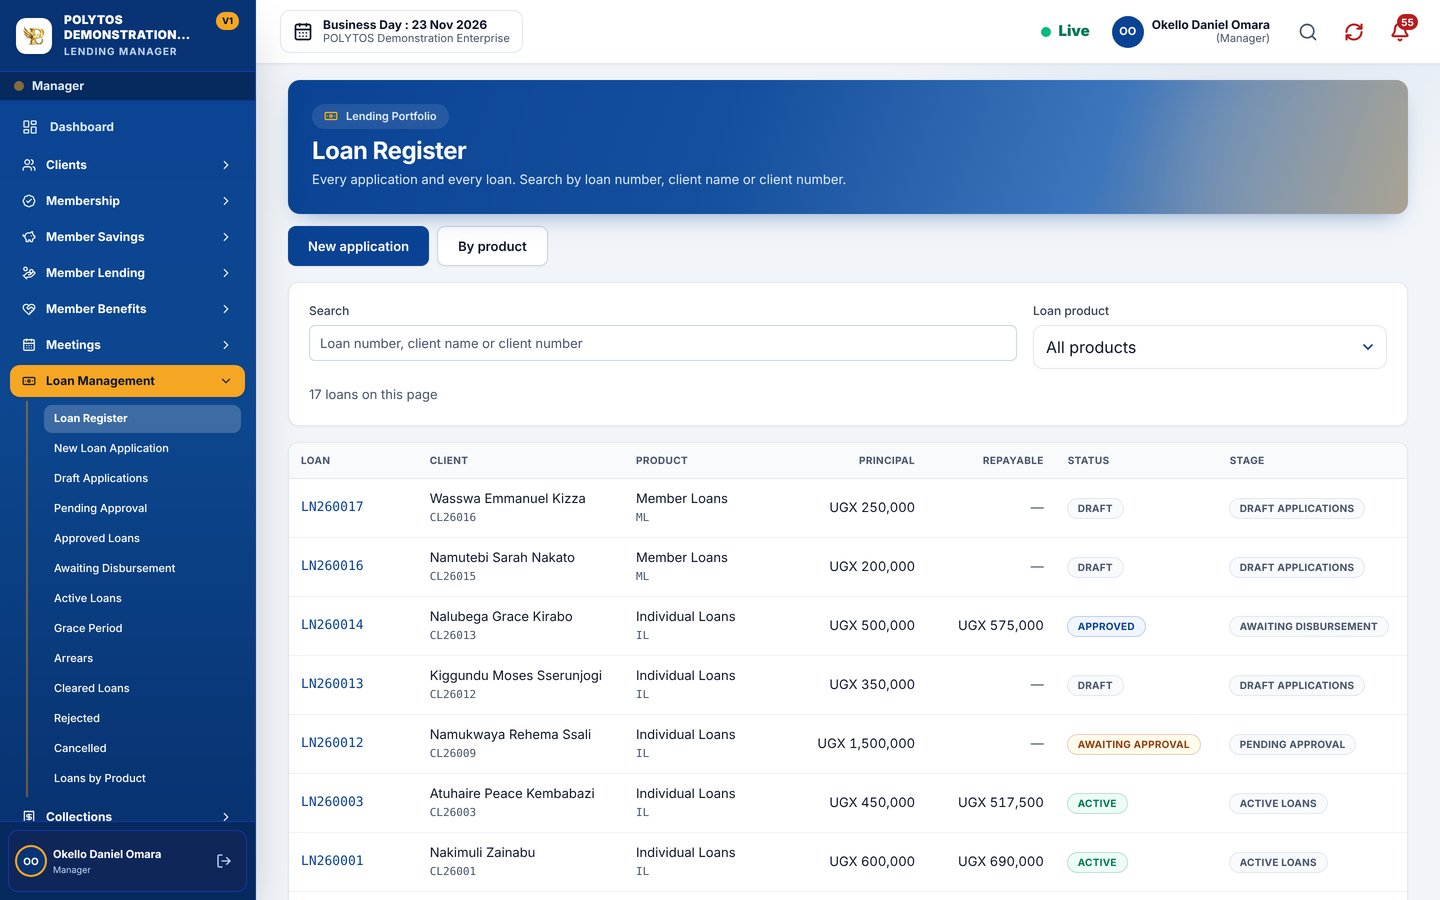 POLYTOS
DEMONSTRATION...
LENDING MANAGER
V1
Manager
Dashboard
Clients
Membership
Member Savings
Member Lending
Member Benefits
Meetings
Loan Management
Loan Register
New Loan Application
Draft Applications
Pending Approval
Approved Loans
Awaiting Disbursement
Active Loans
Grace Period
Arrears
Cleared Loans
Rejected
Cancelled
Loans by Product
Collections
OO
Okello Daniel Omara
Manager
Business Day : 23 Nov 2026
POLYTOS Demonstration Enterprise
Live
OO
Okello Daniel Omara
(Manager)
55
Lending Portfolio
Loan Register
Every application and every loan. Search by loan number, client name or client number.
New application
By product
Search
Loan number, client name or client number
Loan product
All products
17 loans on this page
LOAN CLIENT PRODUCT PRINCIPAL REPAYABLE STATUS STAGE
LN260017 Wasswa Emmanuel Kizza Member Loans UGX 250,000 — DRAFT DRAFT APPLICATIONS
CL26016 ML
LN260016 Namutebi Sarah Nakato Member Loans UGX 200,000 — DRAFT DRAFT APPLICATIONS
CL26015 ML
LN260014 Nalubega Grace Kirabo Individual Loans UGX 500,000 UGX 575,000 APPROVED AWAITING DISBURSEMENT
CL26013 IL
LN260013 Kiggundu Moses Sserunjogi Individual Loans UGX 350,000 — DRAFT DRAFT APPLICATIONS
CL26012 IL
LN260012 Namukwaya Rehema Ssali Individual Loans UGX 1,500,000 — AWAITING APPROVAL PENDING APPROVAL
CL26009 IL
LN260003 Atuhaire Peace Kembabazi Individual Loans UGX 450,000 UGX 517,500 ACTIVE ACTIVE LOANS
CL26003 IL
LN260001 Nakimuli Zainabu Individual Loans UGX 600,000 UGX 690,000 ACTIVE ACTIVE LOANS
CL26001 IL